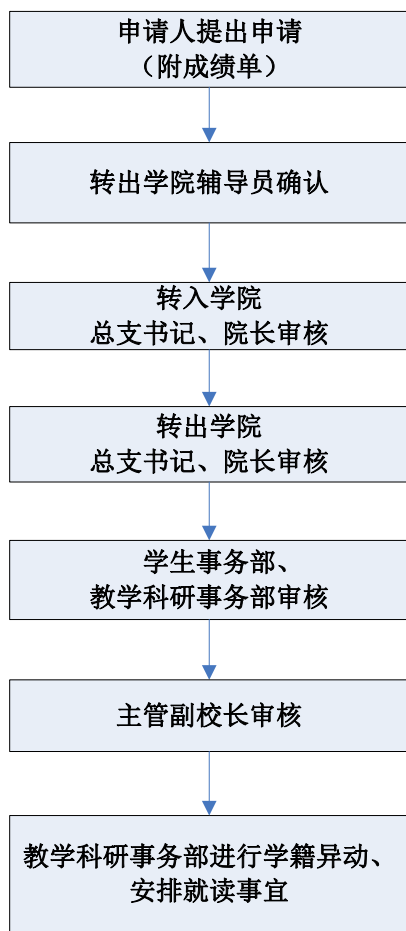 申请人提出申请
（附成绩单）
转出学院辅导员确认
转入学院
总支书记、院长审核
转出学院
总支书记、院长审核
学生事务部、
教学科研事务部审核
主管副校长审核
教学科研事务部进行学籍异动、
安排就读事宜